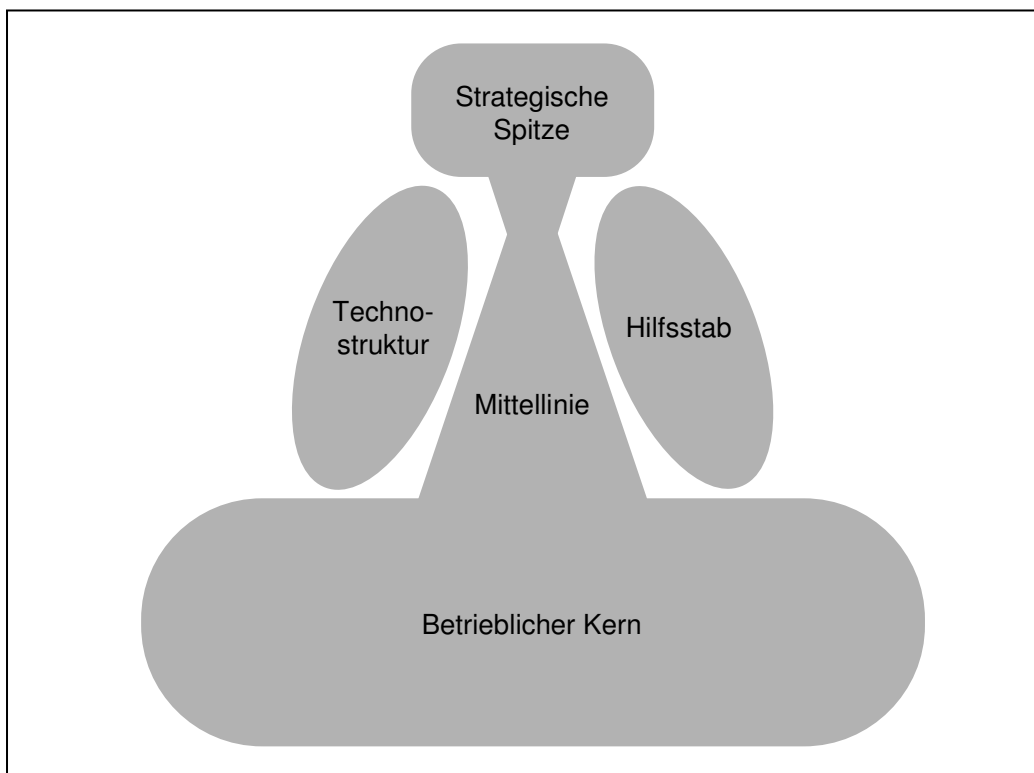 Strategische
Spitze
Techno-
struktur
Hilfsstab
Mittellinie
Betrieblicher Kern